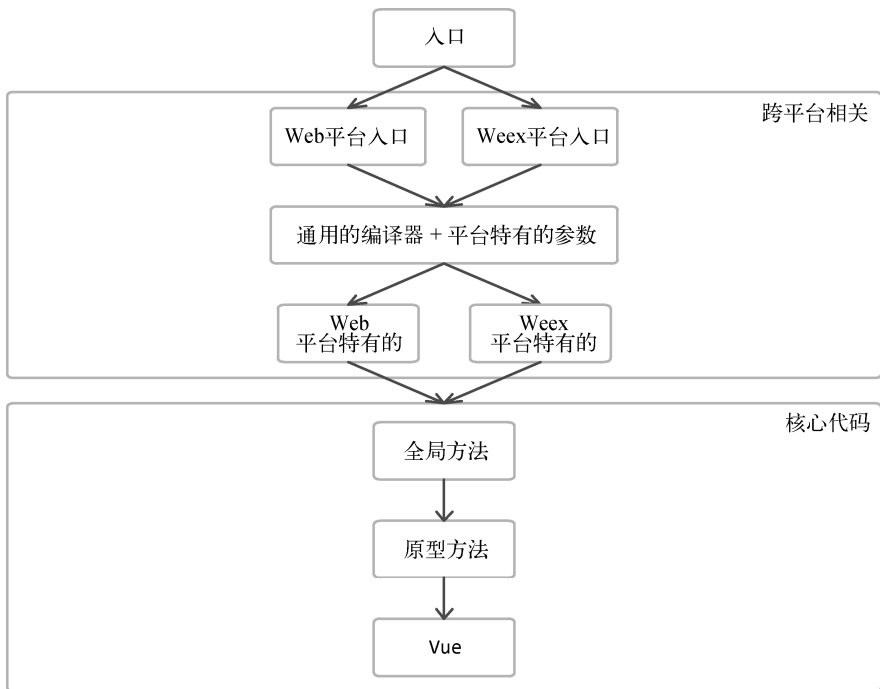 入口
跨平台相关
Web平台入口
Weex平台入口
通用的编译器 + 平台特有的参数
Web
平台特有的
Weex
平台特有的
核心代码
全局方法
原型方法
Vue